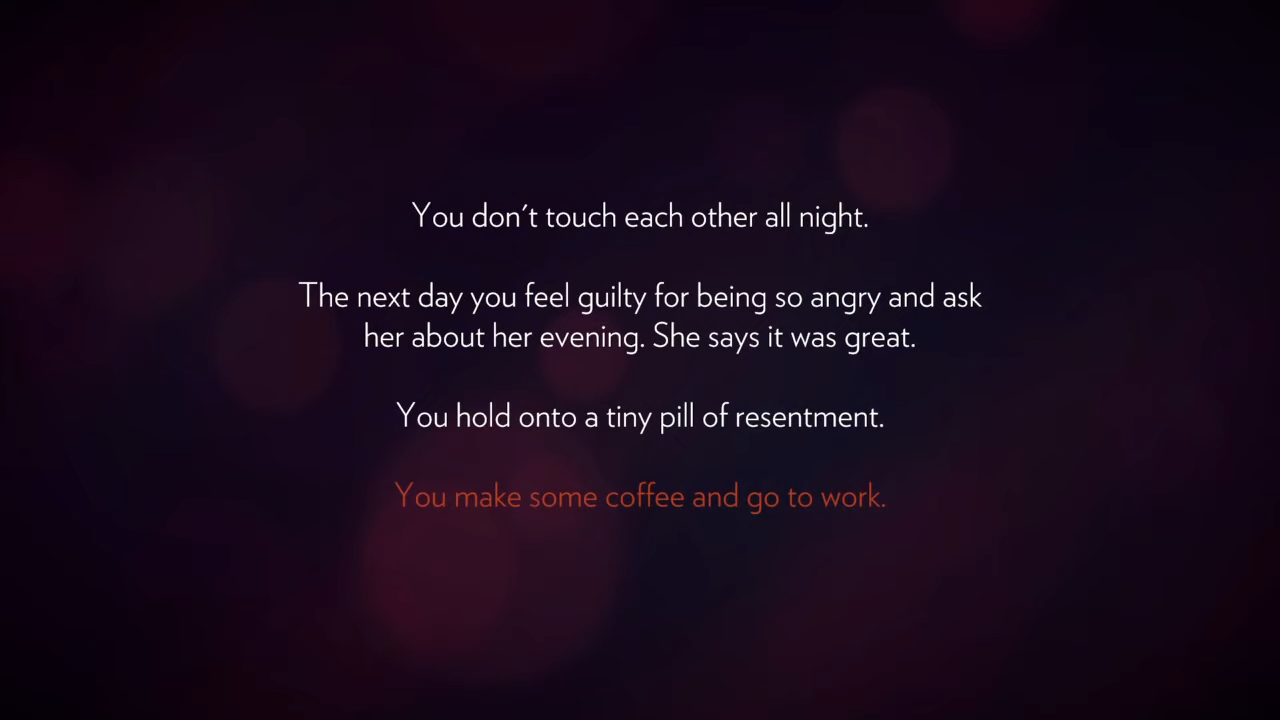 You don't touch each other all night.
The next day you feel guilty for being so angry and ask
her about her evening. She says it was great.
You hold onto a tiny pill of resentment.
You make some coffee and go to work.